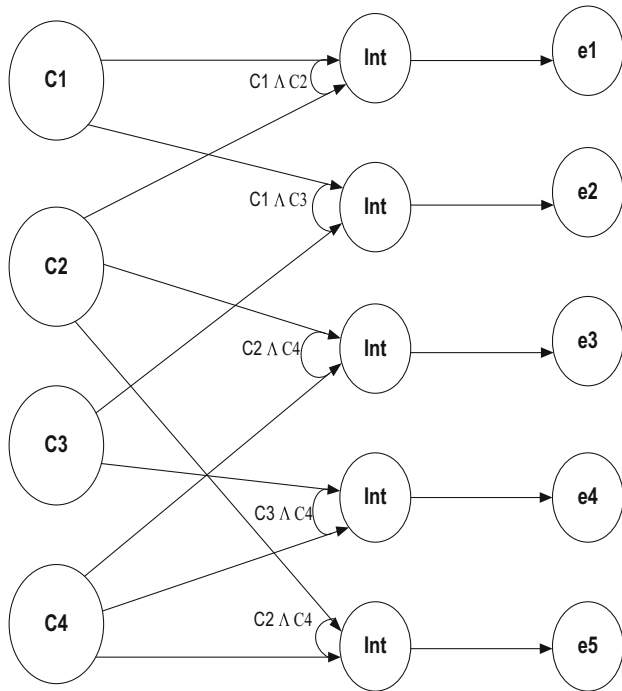 C1
Int
e1
C1 Λ C2
C1 Λ C3
Int
e2
C2
C2 Λ C4
Int
e3
C3
C3 Λ C4
Int
e4
C4
C2 Λ C4
Int
e5